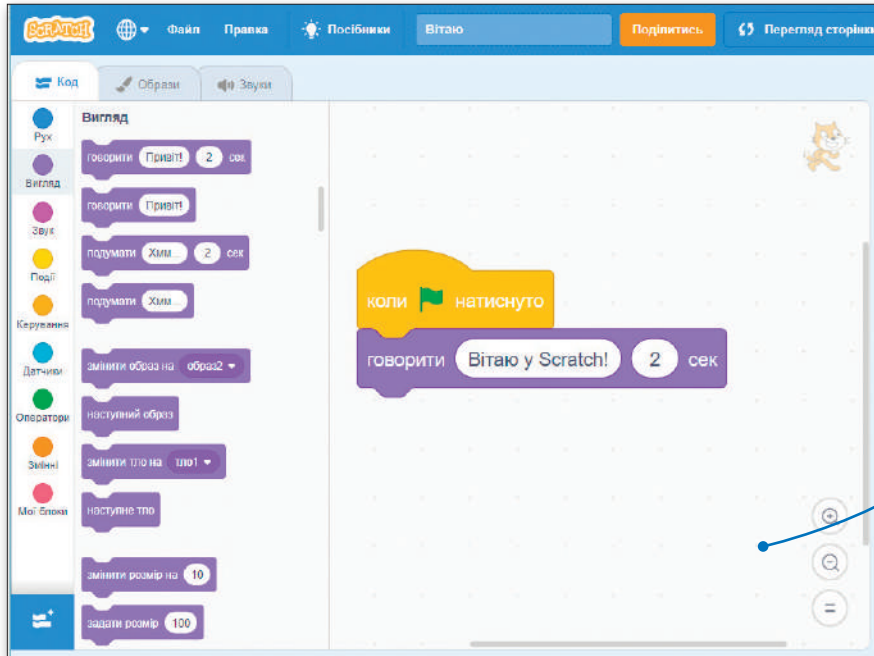 SCRATCH Файл Правка Посібники Вітаю Поділитись Перегляд сторінки
Код Образи Звуки
Рух
Вигляд
Звук
Події
Керування
Датчики
Оператори
Змінні
Мої блоки
Вигляд
говорити Привіт! 2 сек
говорити Привіт!
подумати Хмм... 2 сек
подумати Хмм...
змінити образ на образ2
наступний образ
змінити тло на тло1
наступне тло
змінити розмір на 10
задати розмір 100
коли натиснуто
говорити Вітаю у Scratch! 2 сек